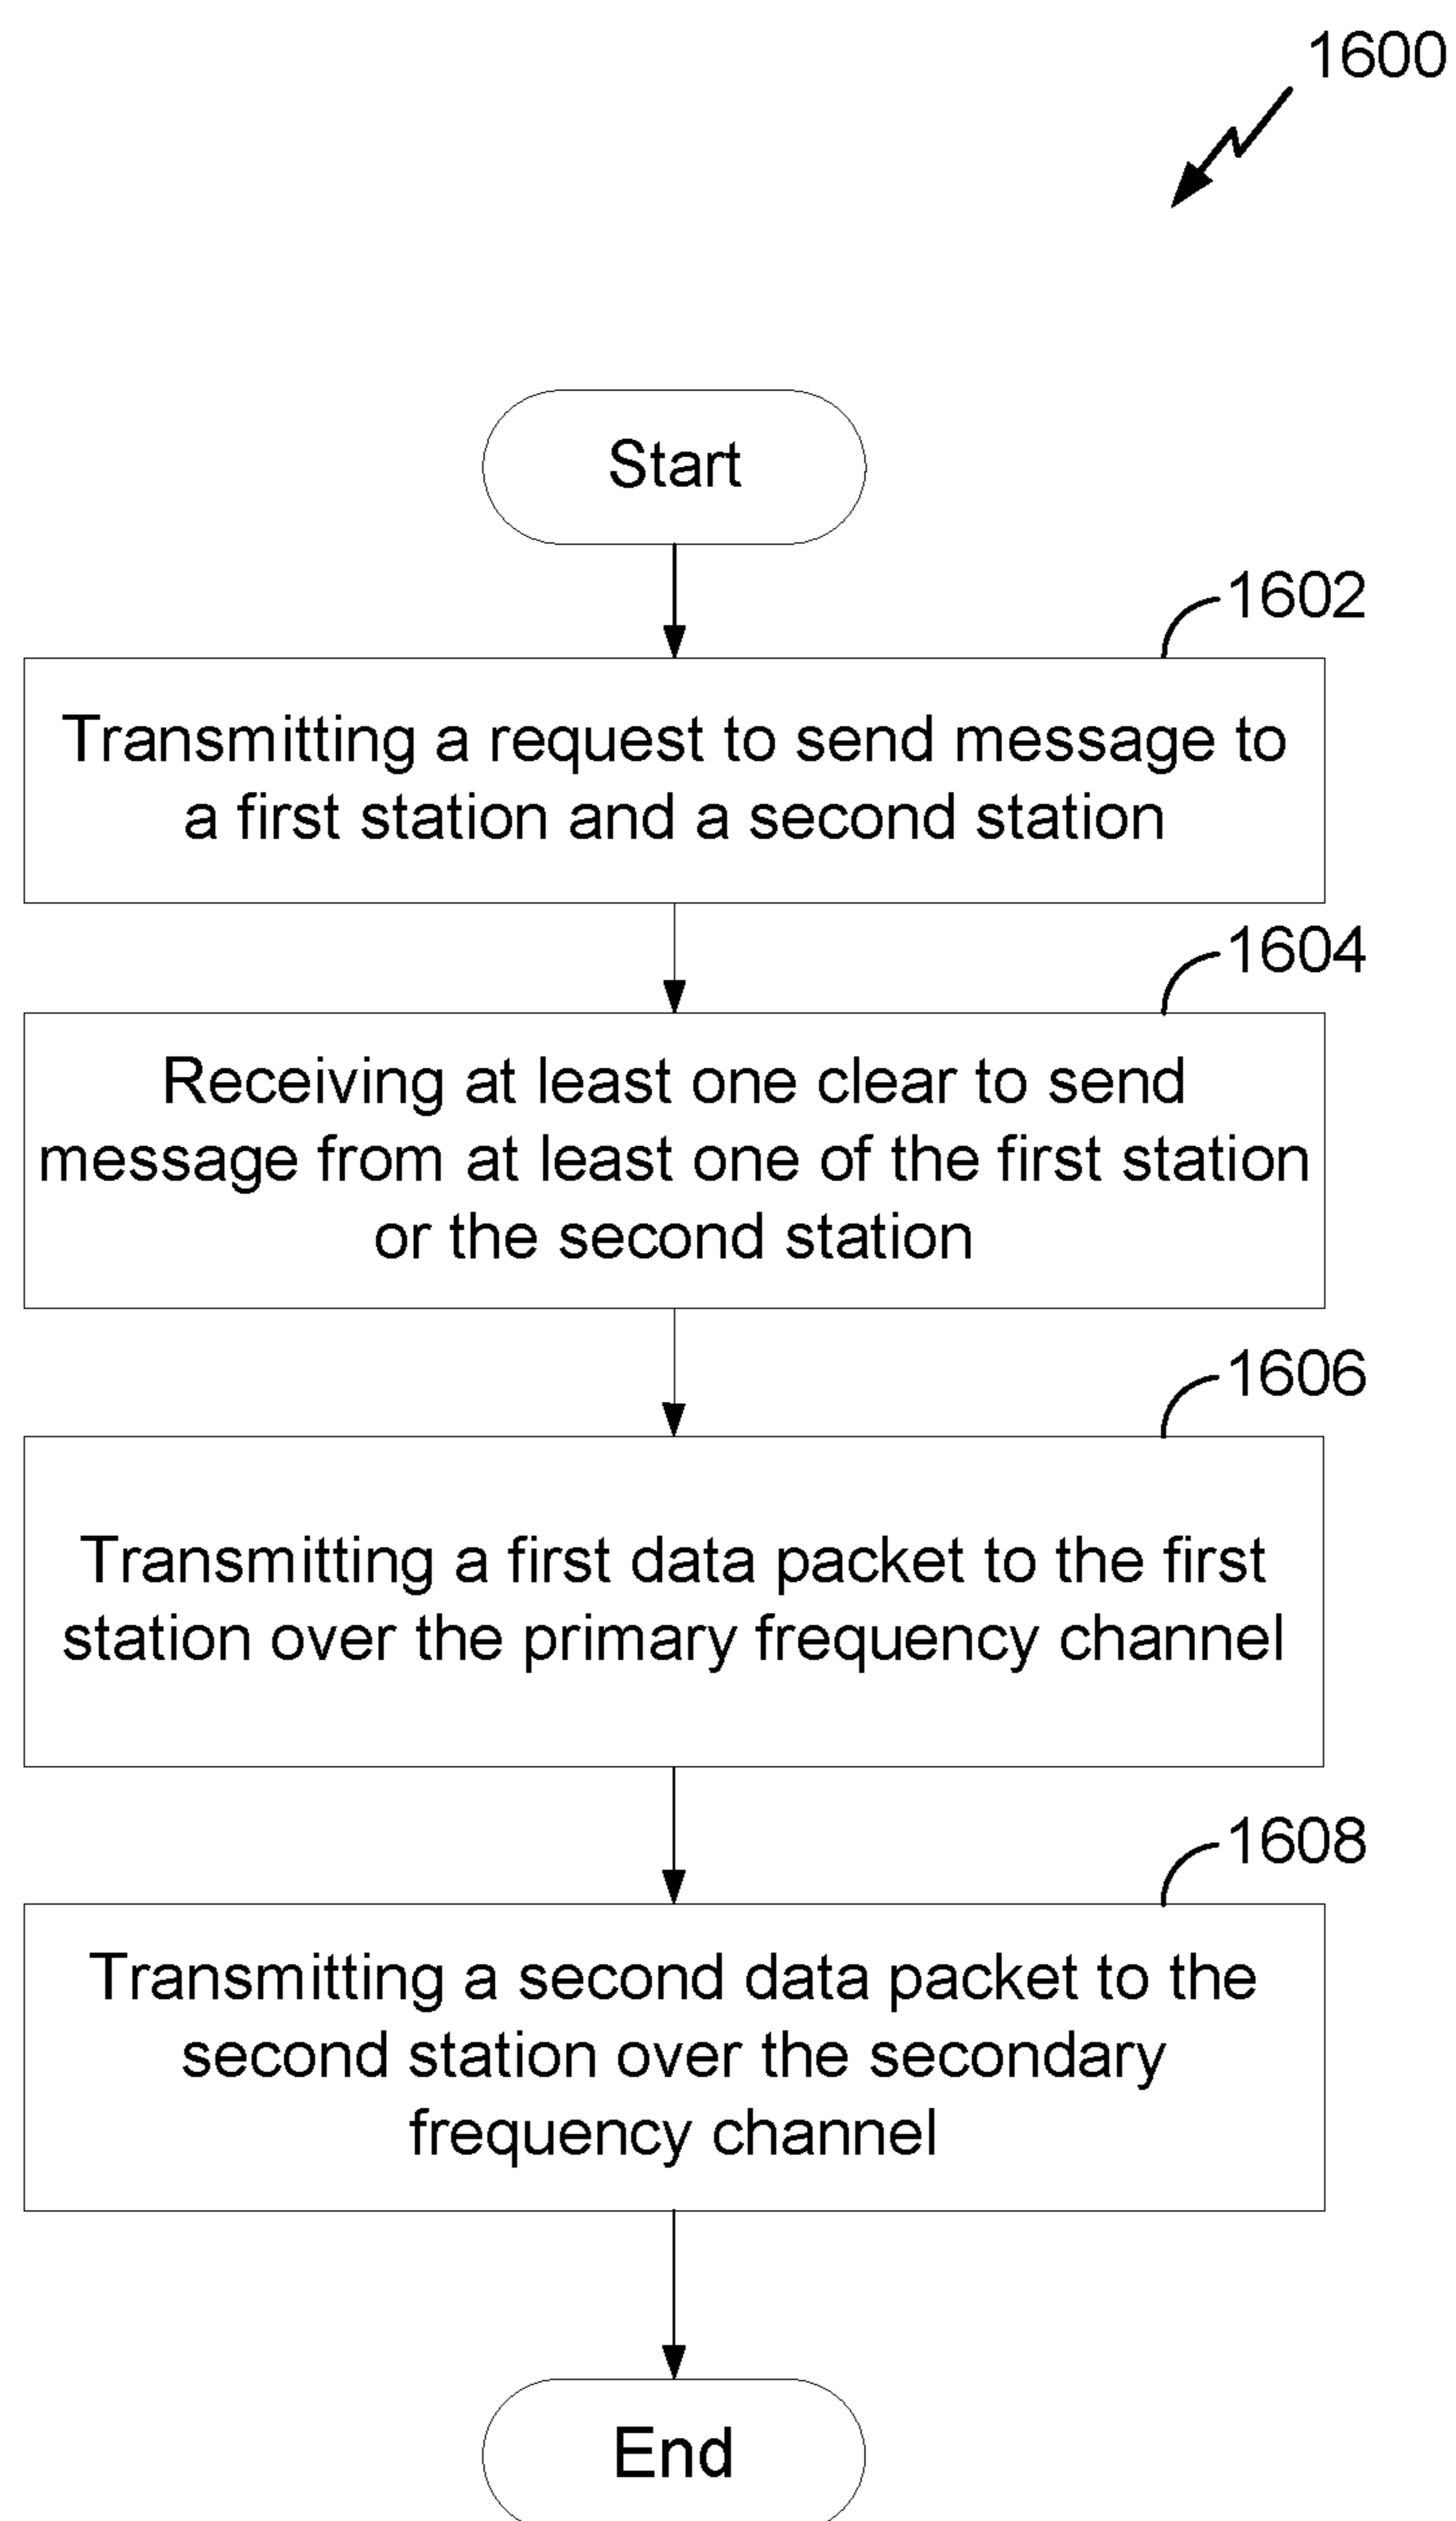 1600
Start
1602
Transmitting a request to send message to
a first station and a second station
1604
Receiving at least one clear to send
message from at least one of the first station
or the second station
1606
Transmitting a first data packet to the first
station over the primary frequency channel
1608
Transmitting a second data packet to the
second station over the secondary
frequency channel
End